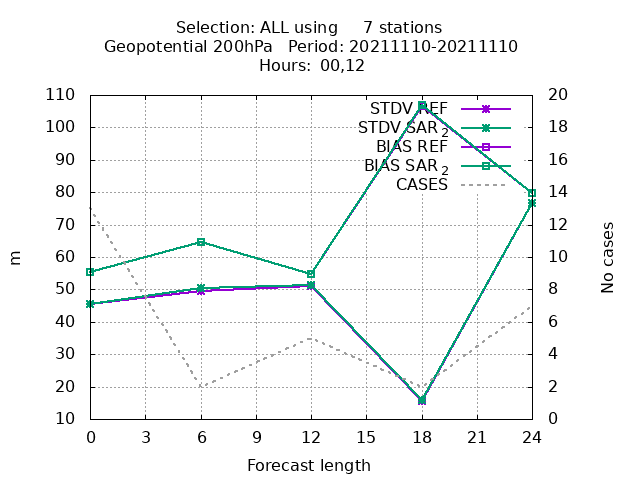 Selection: ALL using     7 stations
Geopotential 200hPa   Period: 20211110-20211110
Hours: 00,12
110
100
90
80
70
60
50
40
30
20
10
20
18
16
14
12
10
8
6
4
2
0
STDV REF
STDV SAR 2
BIAS REF
BIAS SAR 2
CASES
m
No cases
0 3 6 9 12 15 18 21 24
Forecast length